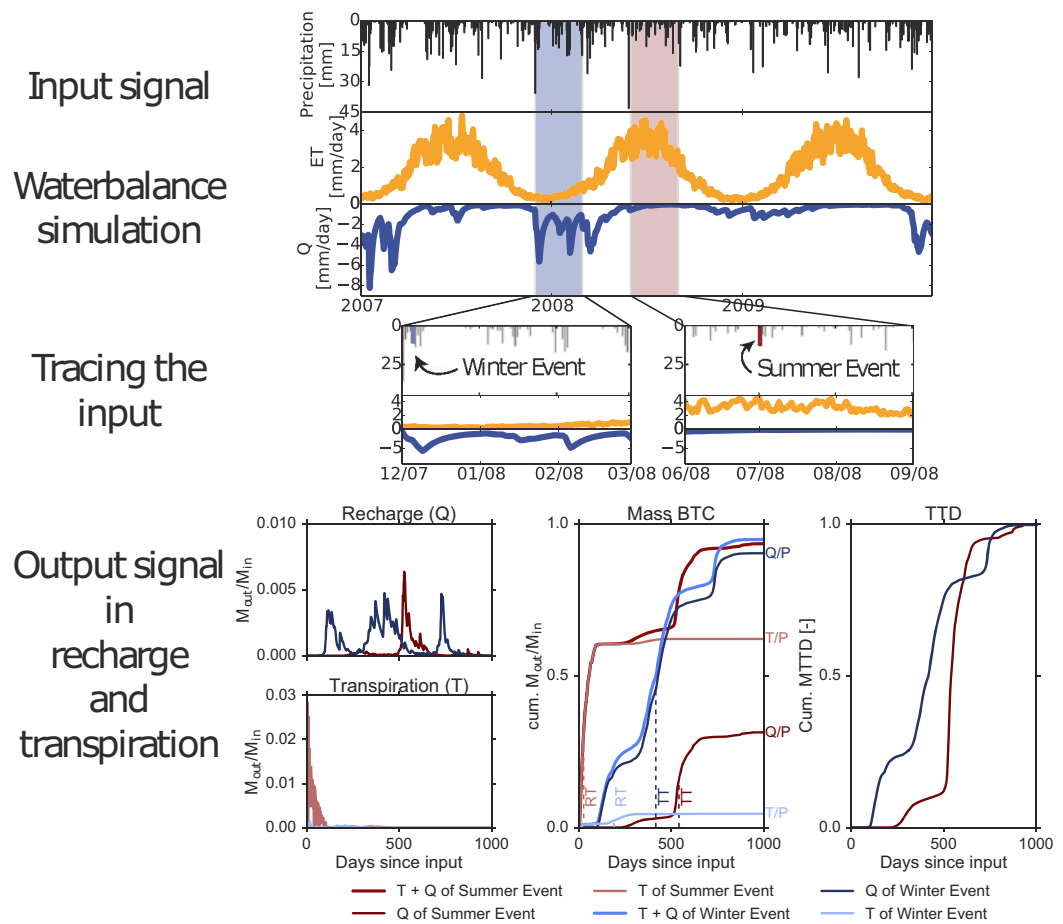 Input signal
Precipitation
[mm]
0
15
30
45
Waterbalance
simulation
ET
[mm/day]
4
2
0
Q
[mm/day]
−2
−4
−6
−8
2007
2008
2009
Tracing the
input
0
25
Winter Event
4
2
0
−5
12/07
01/08
02/08
03/08
0
25
Summer Event
4
2
0
−5
06/08
07/08
08/08
09/08
Output signal
in
recharge
and
transpiration
Recharge (Q)
0.010
0.005
0.000
0
500
1000
M_out/M_in
Transpiration (T)
0.03
0.02
0.01
0.00
0
500
1000
M_out/M_in
Days since input
Mass BTC
1.0
0.5
0.0
cum. M_out/M_in
Q/P
T/P
Q/P
T/P
RT
RT
TT
TT
0
500
1000
Days since input
TTD
1.0
0.5
0.0
Cum. MTTD [-]
0
500
1000
Days since input
T + Q of Summer Event
T of Summer Event
Q of Winter Event
Q of Summer Event
T + Q of Winter Event
T of Winter Event